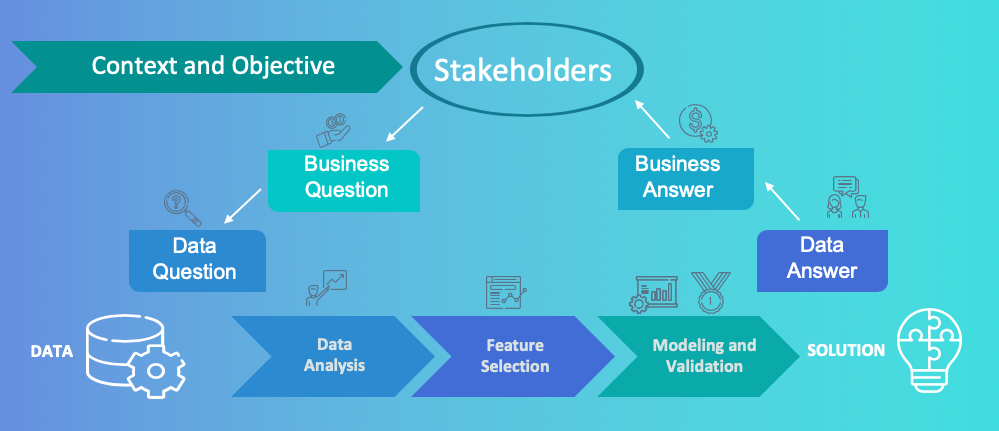 Context and Objective
Stakeholders
Business
Question
Business
Answer
Data
Question
Data
Answer
DATA
Data
Analysis
Feature
Selection
Modeling and
Validation
SOLUTION
$
?
1